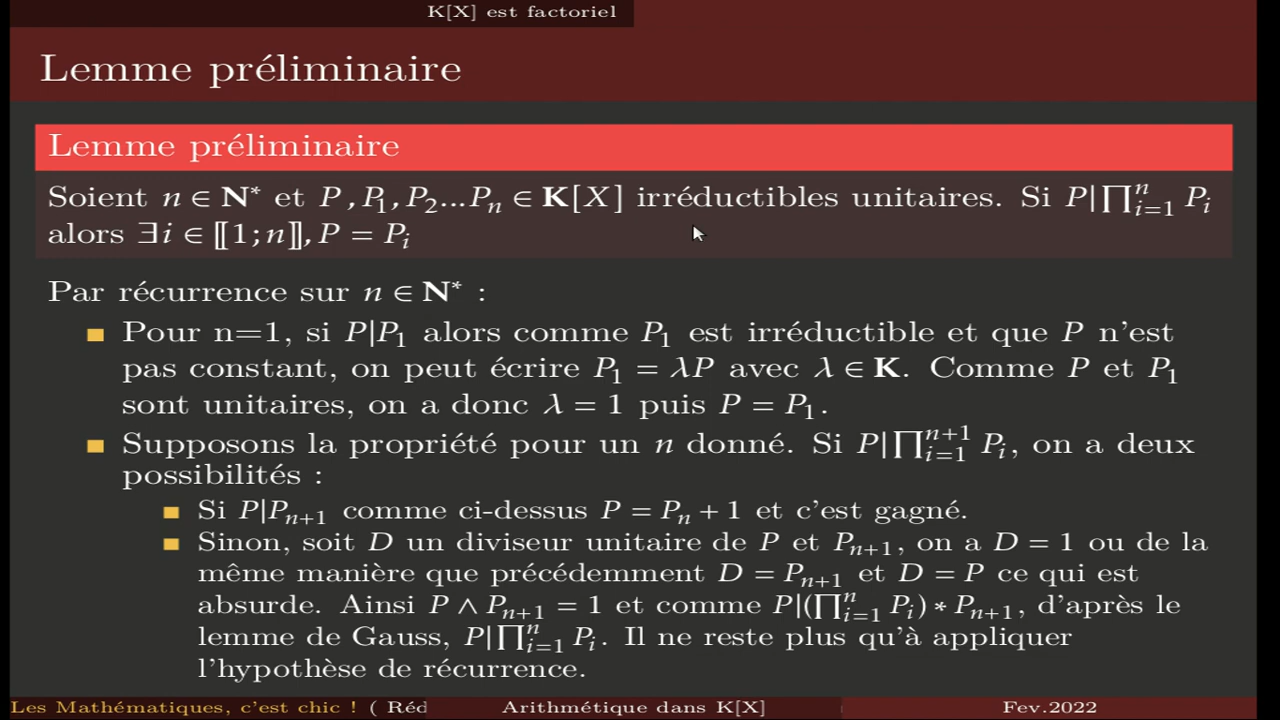 K[X] est factoriel
Lemme préliminaire
Lemme préliminaire
Soient n ∈ N* et P , P₁ , P₂ ... Pₙ ∈ K[X] irréductibles unitaires. Si P|∏ⁿᵢ₌₁ Pᵢ
alors ∃i ∈ ⟦1;n⟧, P = Pᵢ
Par récurrence sur n ∈ N* :
Pour n=1, si P|P₁ alors comme P₁ est irréductible et que P n'est
pas constant, on peut écrire P₁ = λP avec λ ∈ K. Comme P et P₁
sont unitaires, on a donc λ = 1 puis P = P₁.
Supposons la propriété pour un n donné. Si P|∏ⁿ⁺¹ᵢ₌₁ Pᵢ, on a deux
possibilités :
Si P|Pₙ₊₁ comme ci-dessus P = Pₙ + 1 et c'est gagné.
Sinon, soit D un diviseur unitaire de P et Pₙ₊₁, on a D = 1 ou de la
même manière que précédemment D = Pₙ₊₁ et D = P ce qui est
absurde. Ainsi P ∧ Pₙ₊₁ = 1 et comme P|(∏ⁿᵢ₌₁ Pᵢ) * Pₙ₊₁, d'après le
lemme de Gauss, P|∏ⁿᵢ₌₁ Pᵢ. Il ne reste plus qu'à appliquer
l'hypothèse de récurrence.
Les Mathématiques, c'est chic ! ( Réd Arithmétique dans K[X] Fev.2022